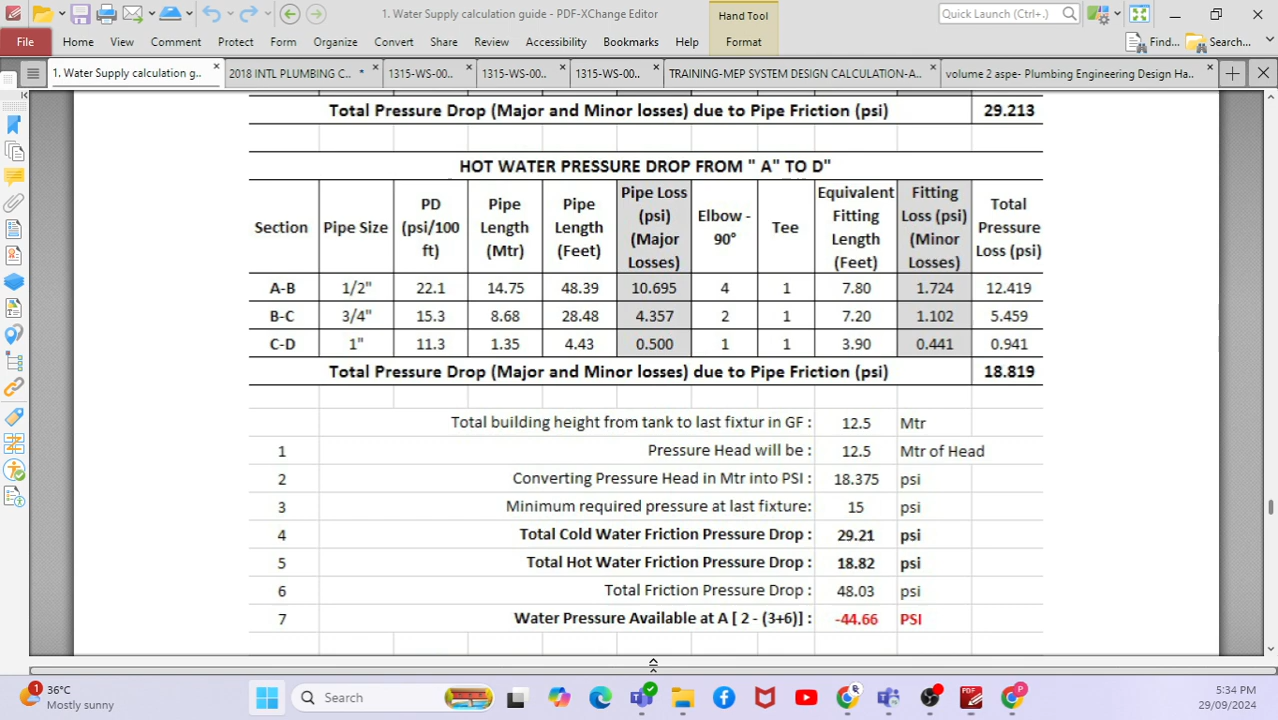 1. Water Supply calculation guide - PDF-XChange Editor
Hand Tool
Quick Launch (Ctrl+.)
File Home View Comment Protect Form Organize Convert Share Review Accessibility Bookmarks Help Format
Find... Search...
1. Water Supply calculation g.. 2018 INTL PLUMBING C... * 1315-WS-00.. 1315-WS-00.. 1315-WS-00.. TRAINING-MEP SYSTEM DESIGN CALCULATION-A... volume 2 aspe- Plumbing Engineering Design Ha..
Total Pressure Drop (Major and Minor losses) due to Pipe Friction (psi) 29.213
HOT WATER PRESSURE DROP FROM " A" TO D"
Section Pipe Size PD (psi/100 ft) Pipe Length (Mtr) Pipe Length (Feet) Pipe Loss (psi) (Major Losses) Elbow - 90° Tee Equivalent Fitting Length (Feet) Fitting Loss (psi) (Minor Losses) Total Pressure Loss (psi)
A-B 1/2" 22.1 14.75 48.39 10.695 4 1 7.80 1.724 12.419
B-C 3/4" 15.3 8.68 28.48 4.357 2 1 7.20 1.102 5.459
C-D 1" 11.3 1.35 4.43 0.500 1 1 3.90 0.441 0.941
Total Pressure Drop (Major and Minor losses) due to Pipe Friction (psi) 18.819
Total building height from tank to last fixtur in GF : 12.5 Mtr
1 Pressure Head will be : 12.5 Mtr of Head
2 Converting Pressure Head in Mtr into PSI : 18.375 psi
3 Minimum required pressure at last fixture: 15 psi
4 Total Cold Water Friction Pressure Drop : 29.21 psi
5 Total Hot Water Friction Pressure Drop : 18.82 psi
6 Total Friction Pressure Drop : 48.03 psi
7 Water Pressure Available at A [ 2 - (3+6)] : -44.66 PSI
1
36°C
Mostly sunny
Search
PDF
P
5:34 PM
29/09/2024